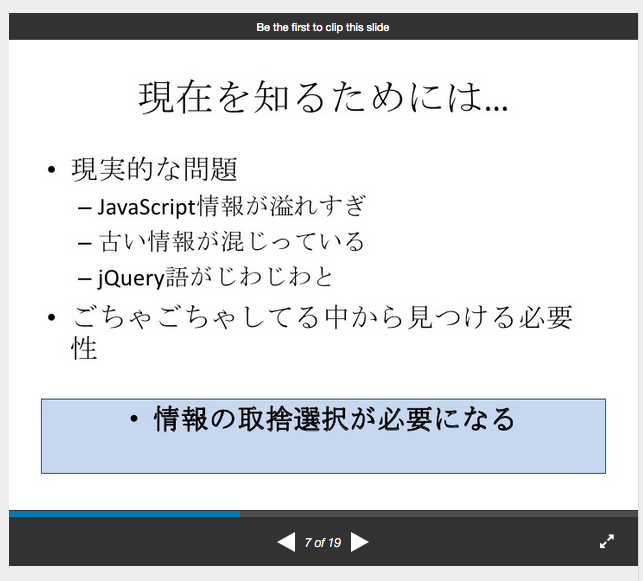 Be the first to clip this slide
現在を知るためには…
• 現実的な問題
– JavaScript情報が溢れすぎ
– 古い情報が混じっている
– jQuery語がじわじわと
• ごちゃごちゃしてる中から見つける必要
性
• 情報の取捨選択が必要になる
7 of 19